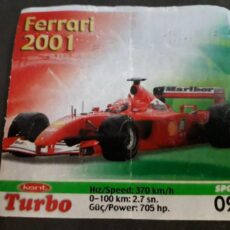 Ferrari
2001
Marlboro
Hız/Speed: 370 km/h
0-100 km: 2.7 sn.
Güç/Power: 705 hp.
kent
Turbo
SPO
09